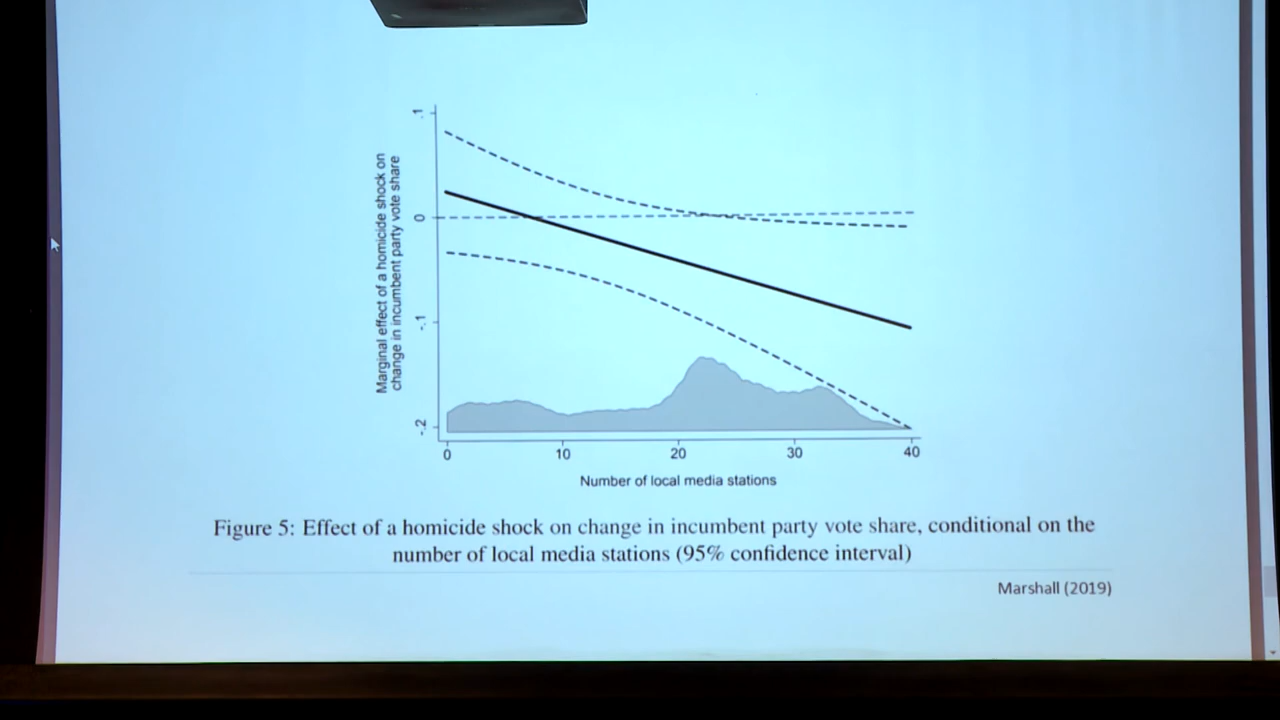 Marginal effect of a homicide shock on
change in incumbent party vote share
.1
0
-.1
-.2
0 10 20 30 40
Number of local media stations
Figure 5: Effect of a homicide shock on change in incumbent party vote share, conditional on the
number of local media stations (95% confidence interval)
Marshall (2019)